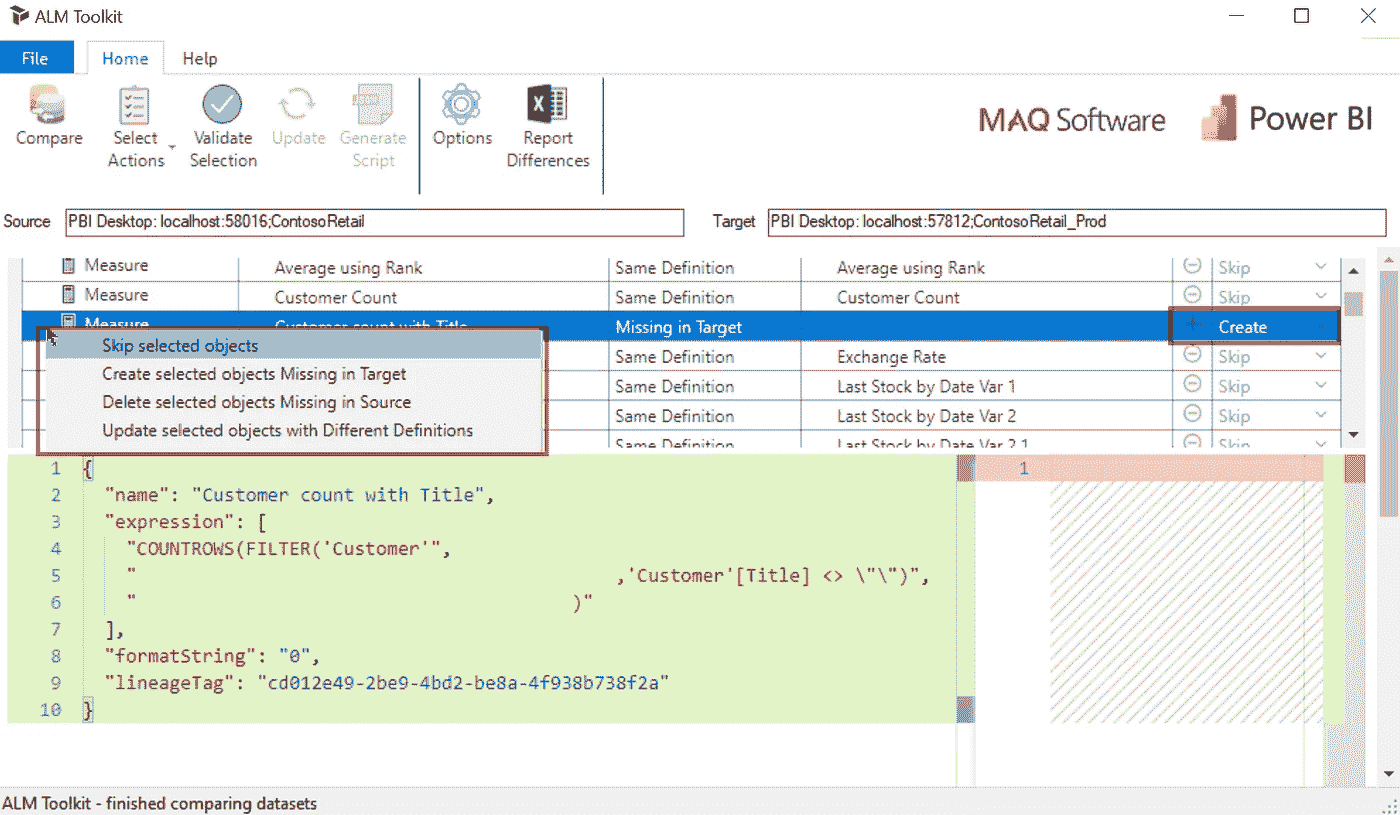 ALM Toolkit
File Home Help
Compare Select Actions Validate Selection Update Generate Script Options Report Differences
MAQ Software Power BI
Source PBI Desktop: localhost:58016;ContosoRetail Target PBI Desktop: localhost:57812;ContosoRetail_Prod
Measure Average using Rank Same Definition Average using Rank Skip
Measure Customer Count Same Definition Customer Count Skip
Measure Customer count with Title Missing in Target Create
Skip selected objects
Same Definition Exchange Rate Skip
Create selected objects Missing in Target
Same Definition Last Stock by Date Var 1 Skip
Delete selected objects Missing in Source
Same Definition Last Stock by Date Var 2 Skip
Update selected objects with Different Definitions
Same Definition Last Stock by Date Var 2 1 Skip
1 { 1
2 "name": "Customer count with Title",
3 "expression": [
4 "COUNTROWS(FILTER('Customer'",
5 " ,'Customer'[Title] <> \"\")",
6 " )"
7 ],
8 "formatString": "0",
9 "lineageTag": "cd012e49-2be9-4bd2-be8a-4f938b738f2a"
10 }
ALM Toolkit - finished comparing datasets